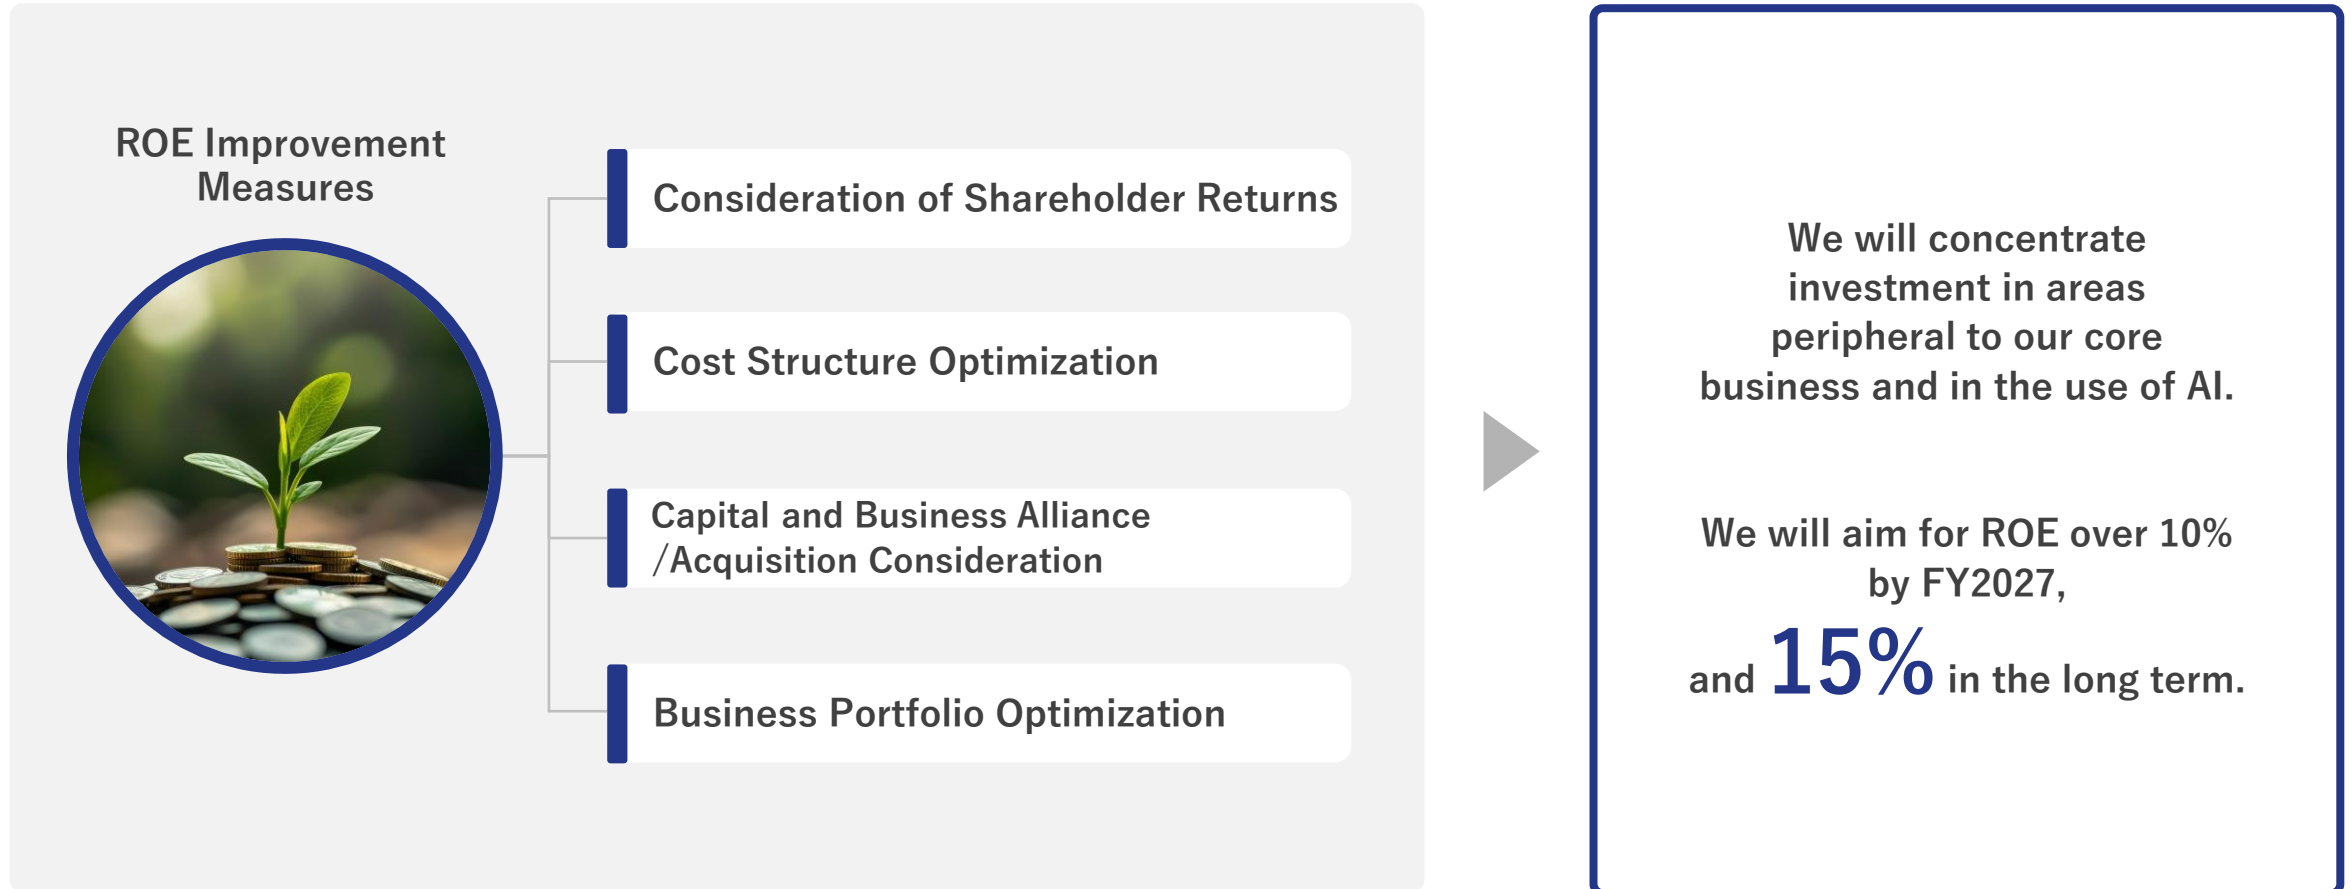 ROE Improvement
Measures
Consideration of Shareholder Returns
Cost Structure Optimization
Capital and Business Alliance
/Acquisition Consideration
Business Portfolio Optimization
We will concentrate
investment in areas
peripheral to our core
business and in the use of AI.
We will aim for ROE over 10%
by FY2027,
and 15% in the long term.